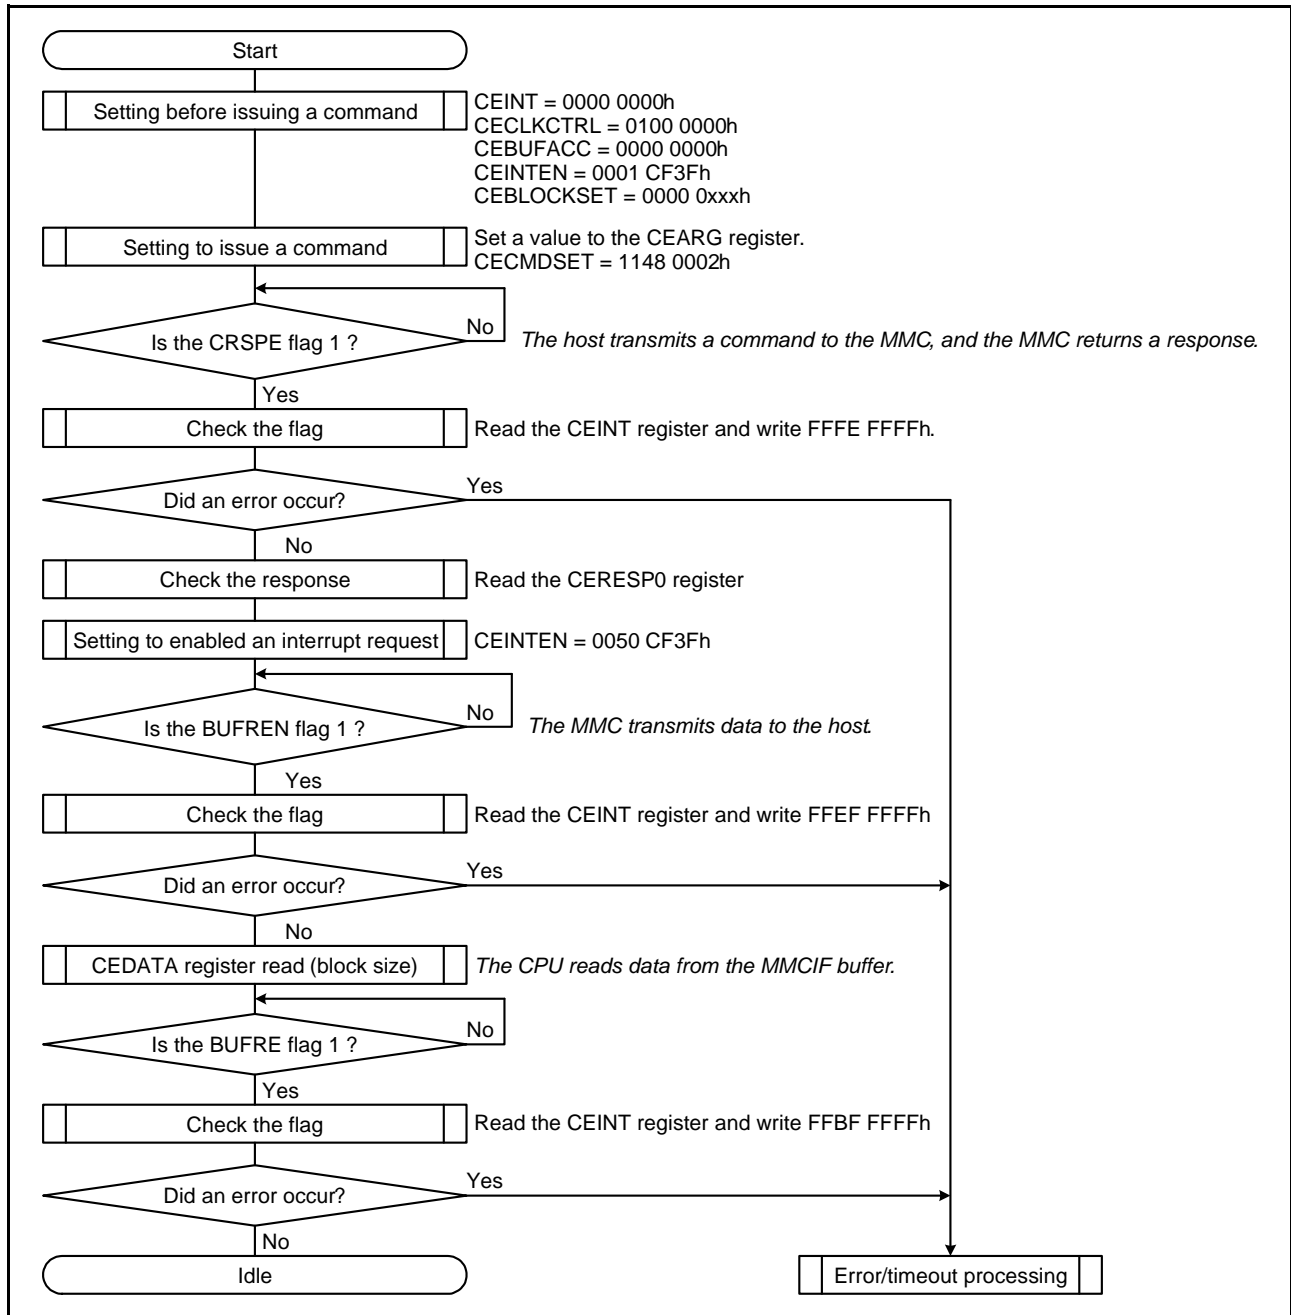 Start
Setting before issuing a command
CEINT = 0000 0000h
CECLKCTRL = 0100 0000h
CEBUFACC = 0000 0000h
CEINTEN = 0001 CF3Fh
CEBLOCKSET = 0000 0xxxh
Setting to issue a command
Set a value to the CEARG register.
CECMDSET = 1148 0002h
Is the CRSPE flag 1 ?
No
The host transmits a command to the MMC, and the MMC returns a response.
Yes
Check the flag
Read the CEINT register and write FFFE FFFFh.
Did an error occur?
Yes
No
Check the response
Read the CERESP0 register
Setting to enabled an interrupt request
CEINTEN = 0050 CF3Fh
Is the BUFREN flag 1 ?
No
The MMC transmits data to the host.
Yes
Check the flag
Read the CEINT register and write FFEF FFFFh
Did an error occur?
Yes
No
CEDATA register read (block size)
The CPU reads data from the MMCIF buffer.
Is the BUFRE flag 1 ?
No
Yes
Check the flag
Read the CEINT register and write FFBF FFFFh
Did an error occur?
Yes
No
Idle
Error/timeout processing